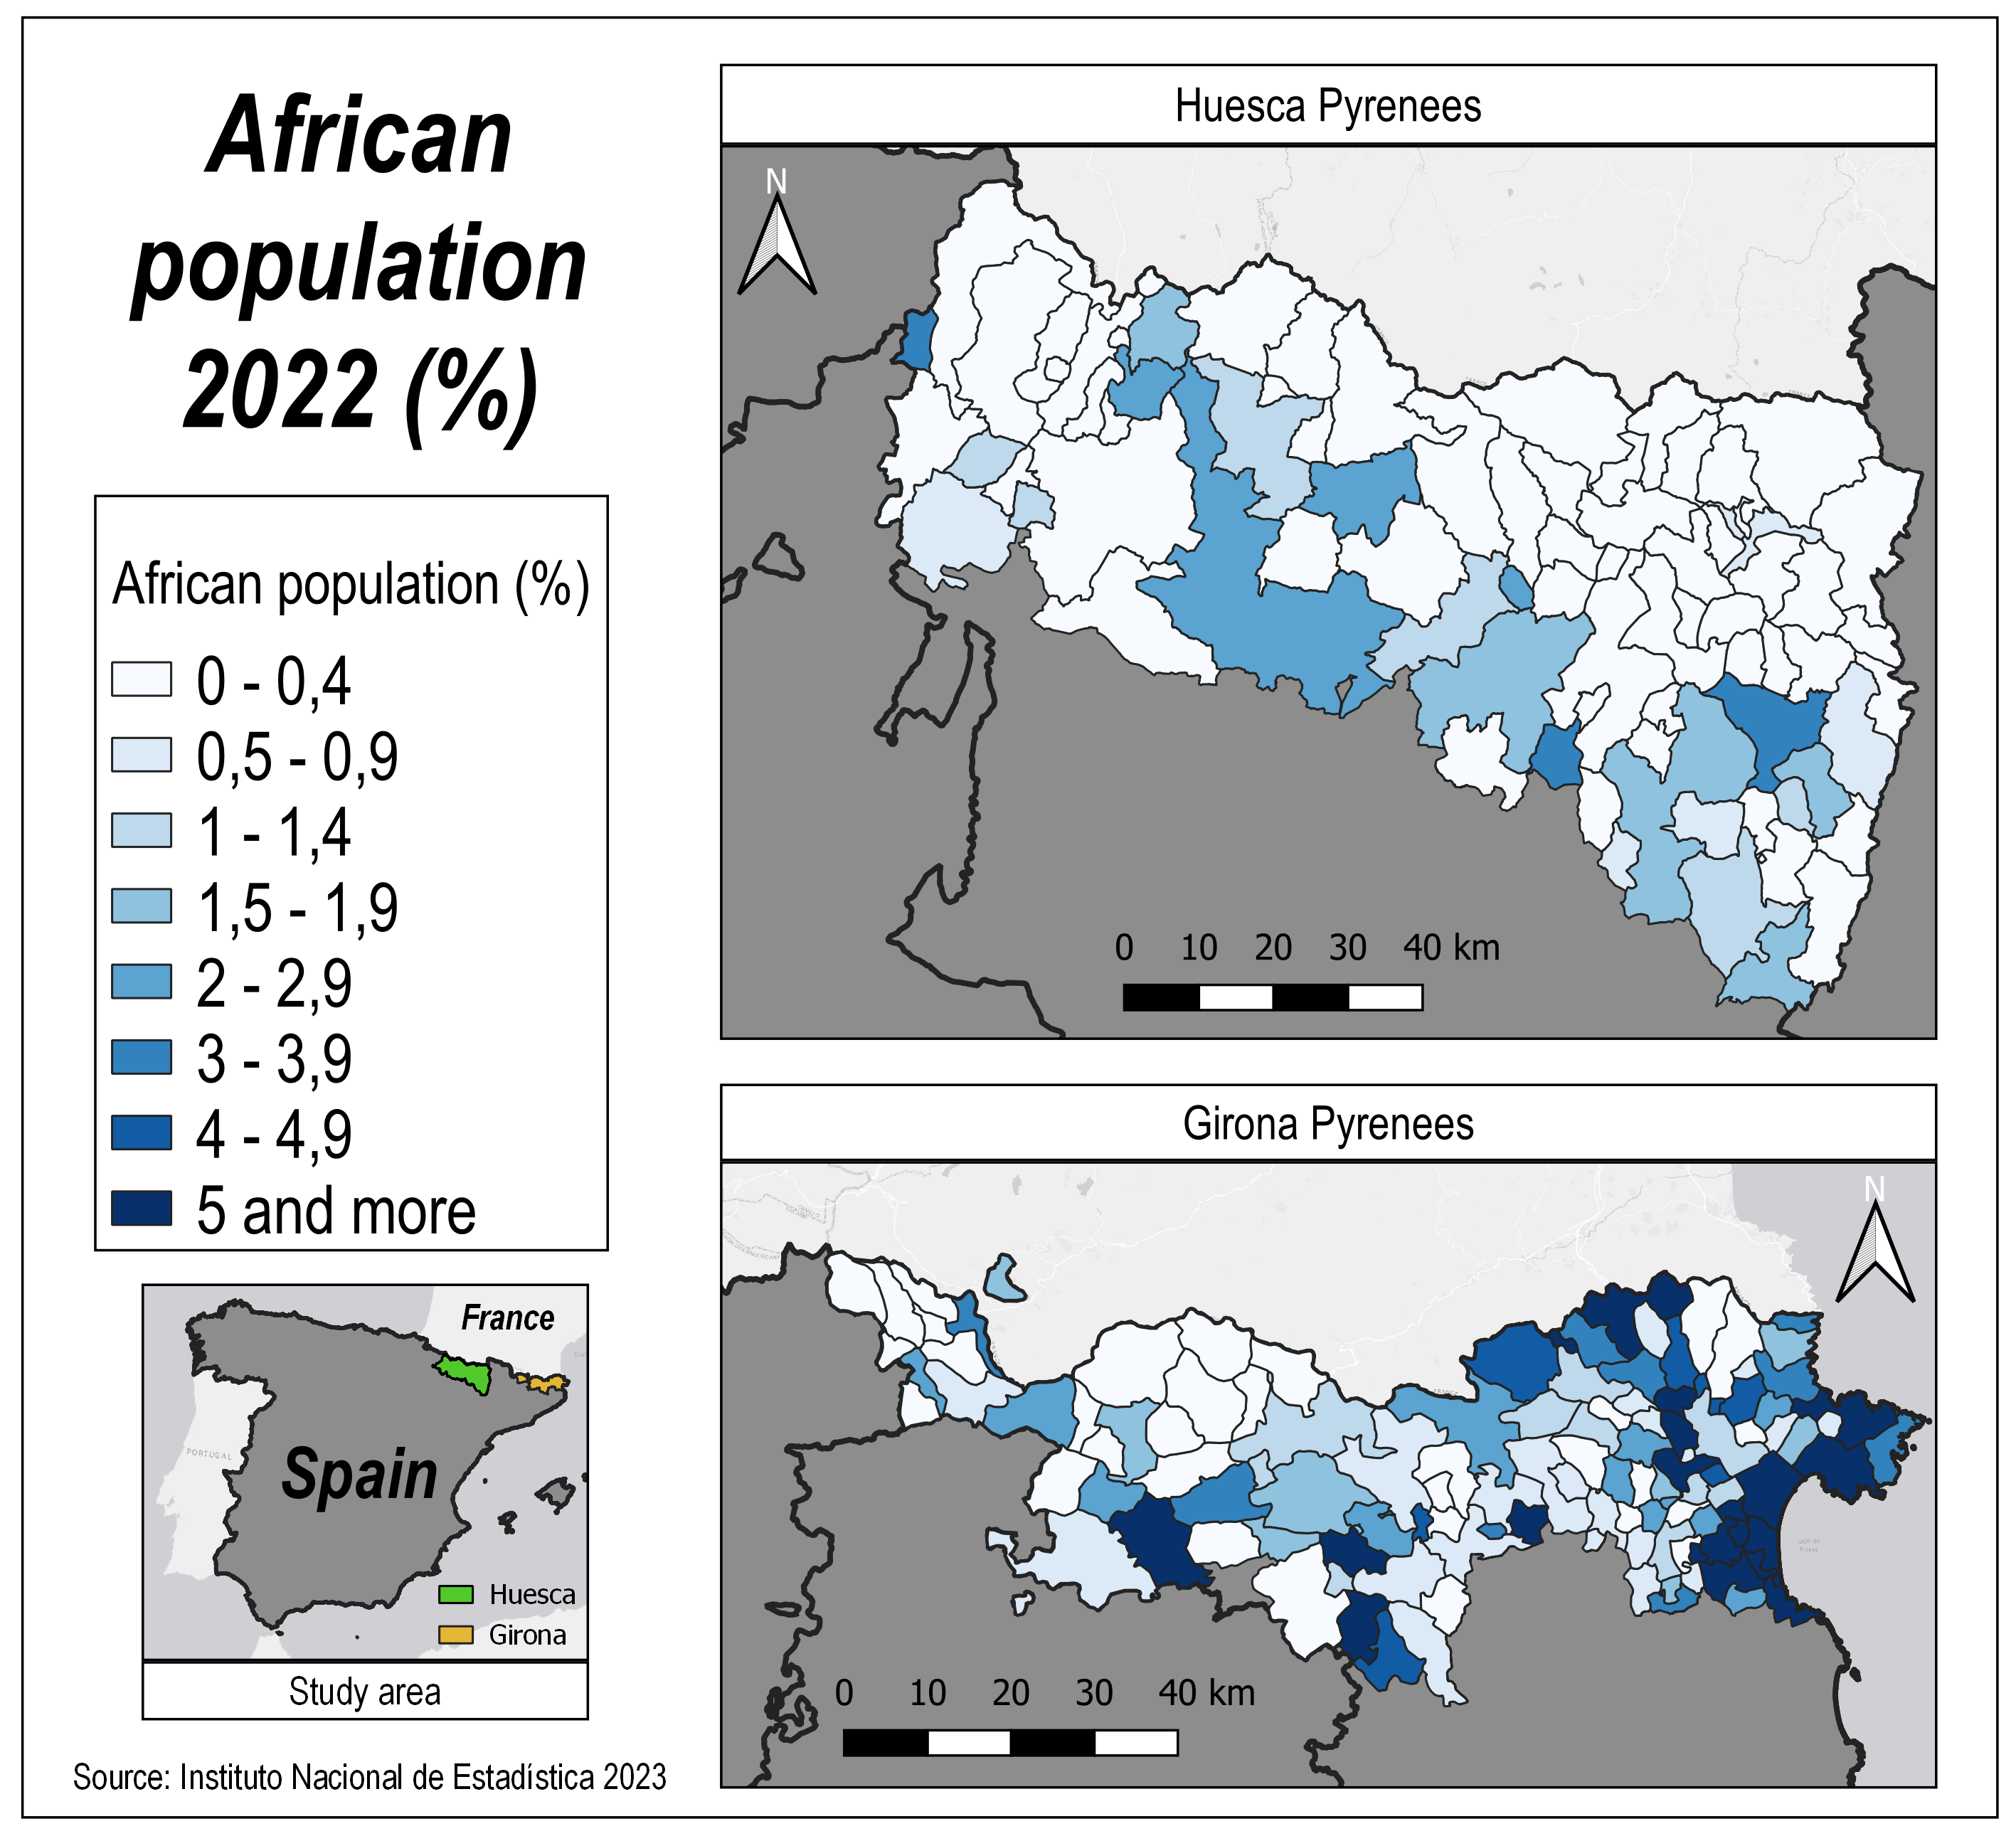 African
population
2022 (%)
African population (%)
0 - 0,4
0,5 - 0,9
1 - 1,4
1,5 - 1,9
2 - 2,9
3 - 3,9
4 - 4,9
5 and more
France
PORTUGAL
Spain
Huesca
Girona
Study area
Source: Instituto Nacional de Estadística 2023
Huesca Pyrenees
N
0 10 20 30 40 km
Girona Pyrenees
N
0 10 20 30 40 km